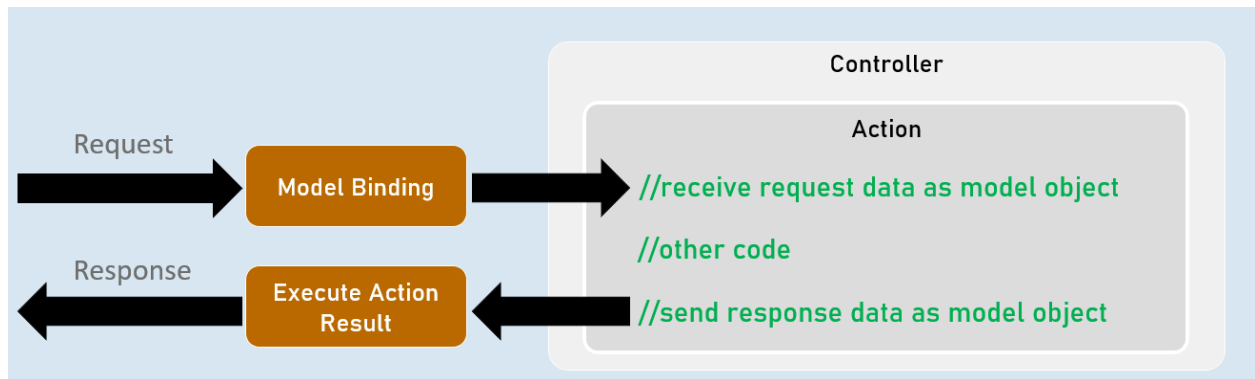 Controller
Action
Request
Model Binding
//receive request data as model object
//other code
Response
Execute Action
Result
//send response data as model object